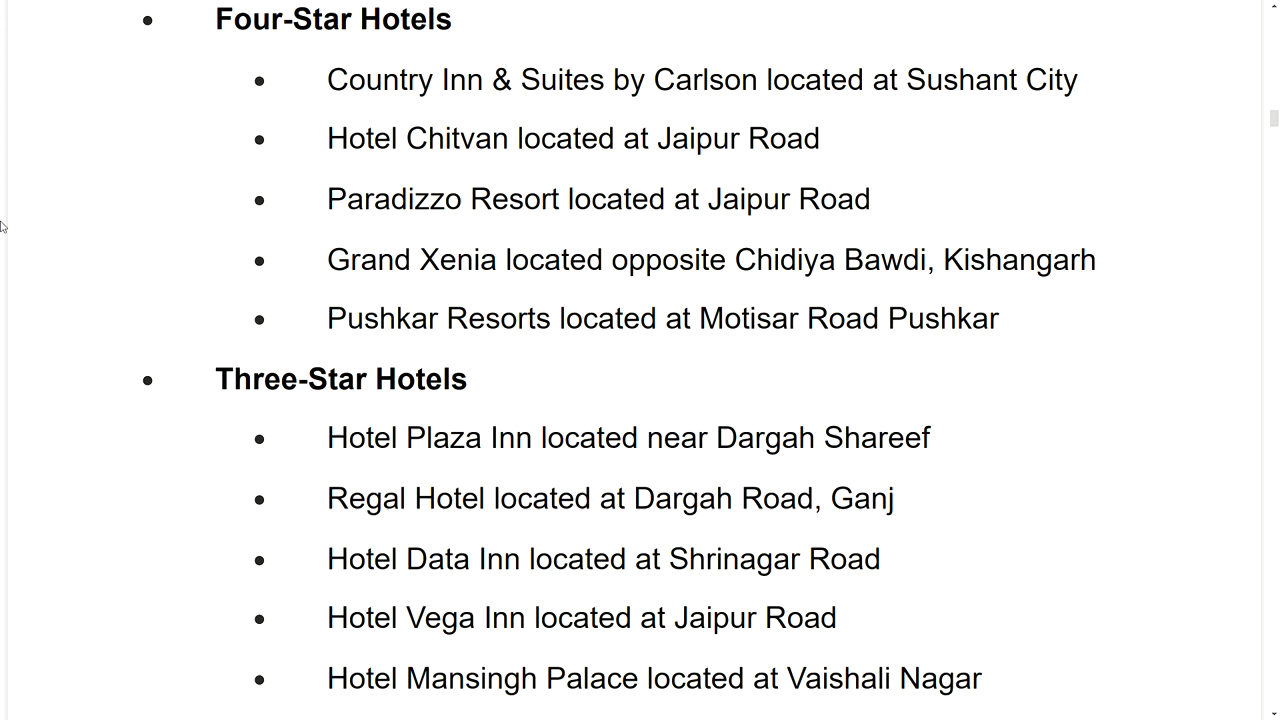 Four-Star Hotels
Country Inn & Suites by Carlson located at Sushant City
Hotel Chitvan located at Jaipur Road
Paradizzo Resort located at Jaipur Road
Grand Xenia located opposite Chidiya Bawdi, Kishangarh
Pushkar Resorts located at Motisar Road Pushkar
Three-Star Hotels
Hotel Plaza Inn located near Dargah Shareef
Regal Hotel located at Dargah Road, Ganj
Hotel Data Inn located at Shrinagar Road
Hotel Vega Inn located at Jaipur Road
Hotel Mansingh Palace located at Vaishali Nagar